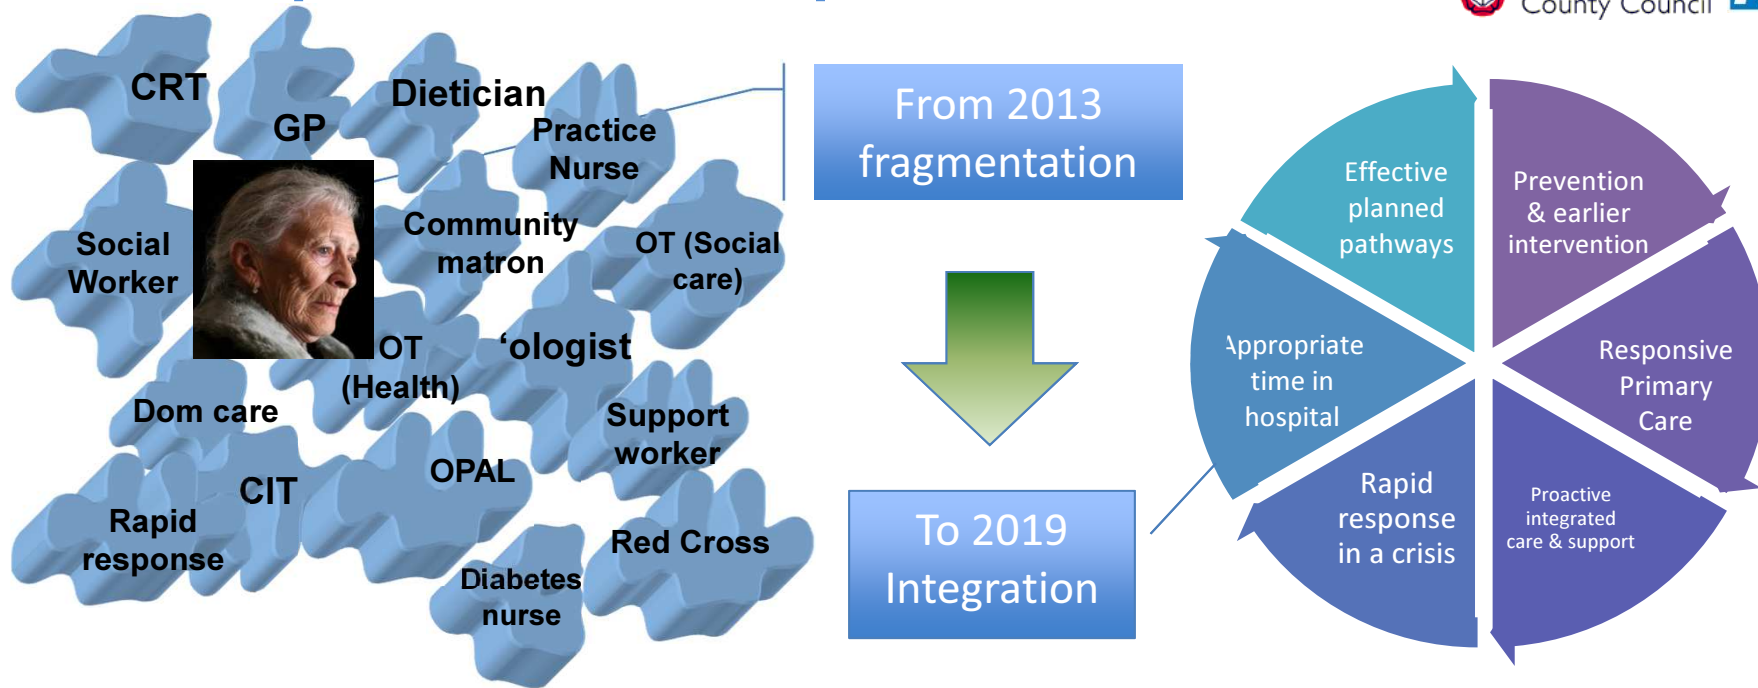 County Council
CRT
GP
Dietician
Practice
Nurse
Social
Worker
Community
matron
OT (Social
care)
OT
(Health)
‘ologist
Dom care
Support
worker
CIT
OPAL
Rapid
response
Red Cross
Diabetes
nurse
From 2013
fragmentation
To 2019
Integration
Effective
planned
pathways
Prevention
& earlier
intervention
Appropriate
time in
hospital
Responsive
Primary
Care
Rapid
response
in a crisis
Proactive
integrated
care & support